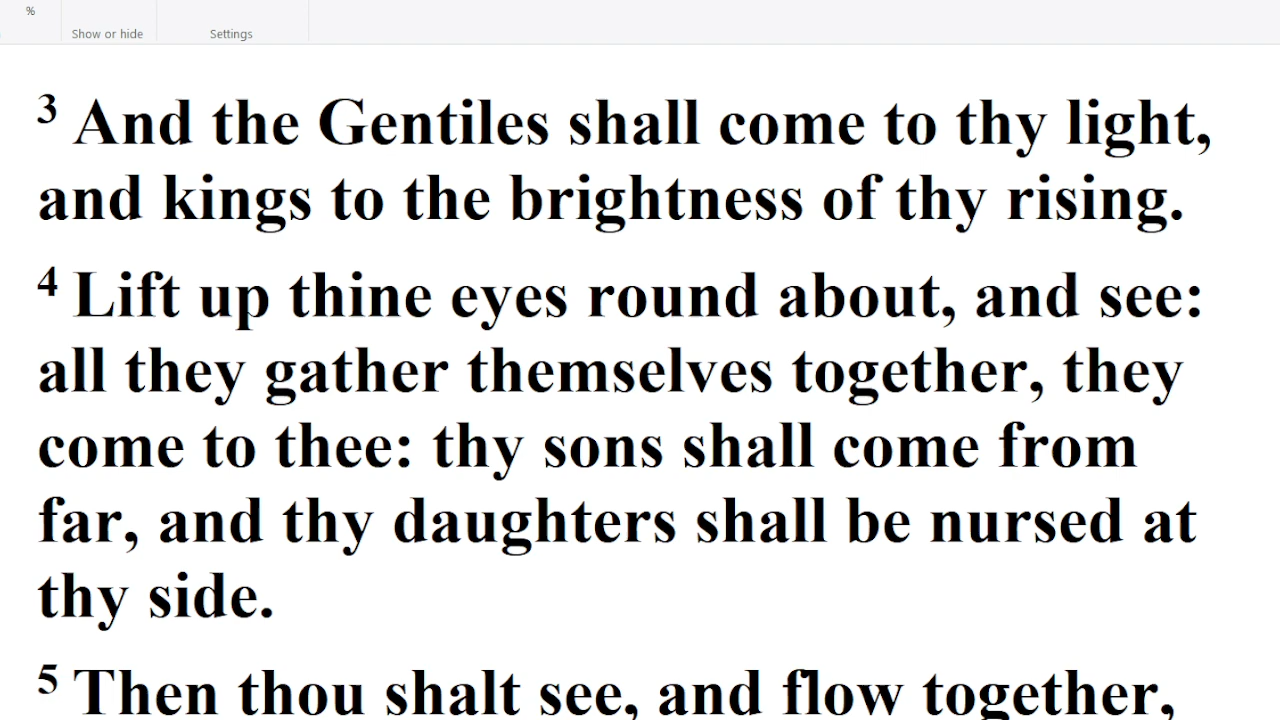 %
Show or hide
Settings
3 And the Gentiles shall come to thy light,
and kings to the brightness of thy rising.
4 Lift up thine eyes round about, and see:
all they gather themselves together, they
come to thee: thy sons shall come from
far, and thy daughters shall be nursed at
thy side.
5 Then thou shalt see, and flow together,